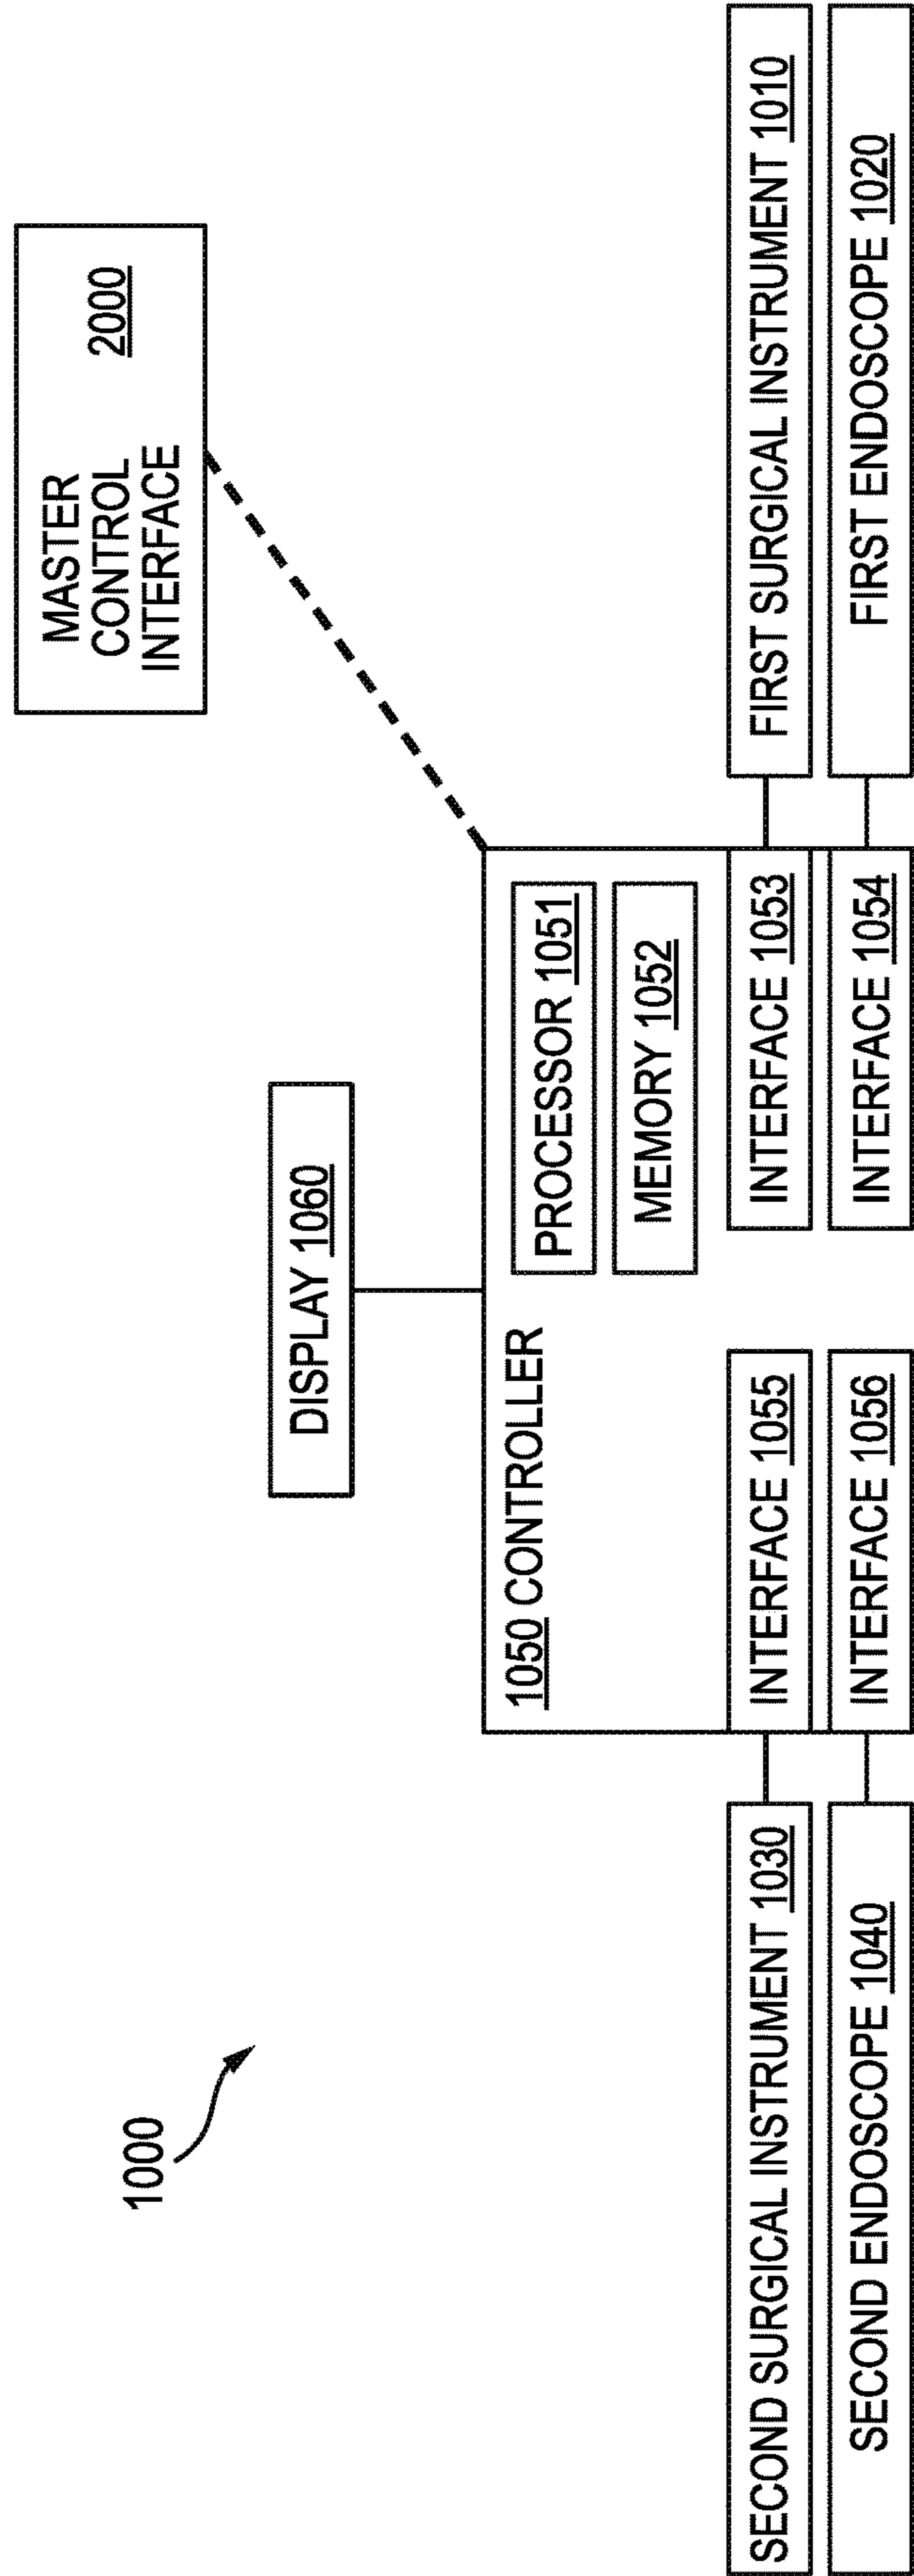 1000
MASTER
CONTROL
INTERFACE
2000
DISPLAY 1060
1050 CONTROLLER
PROCESSOR 1051
MEMORY 1052
SECOND SURGICAL INSTRUMENT 1030
INTERFACE 1055
INTERFACE 1053
FIRST SURGICAL INSTRUMENT 1010
SECOND ENDOSCOPE 1040
INTERFACE 1056
INTERFACE 1054
FIRST ENDOSCOPE 1020